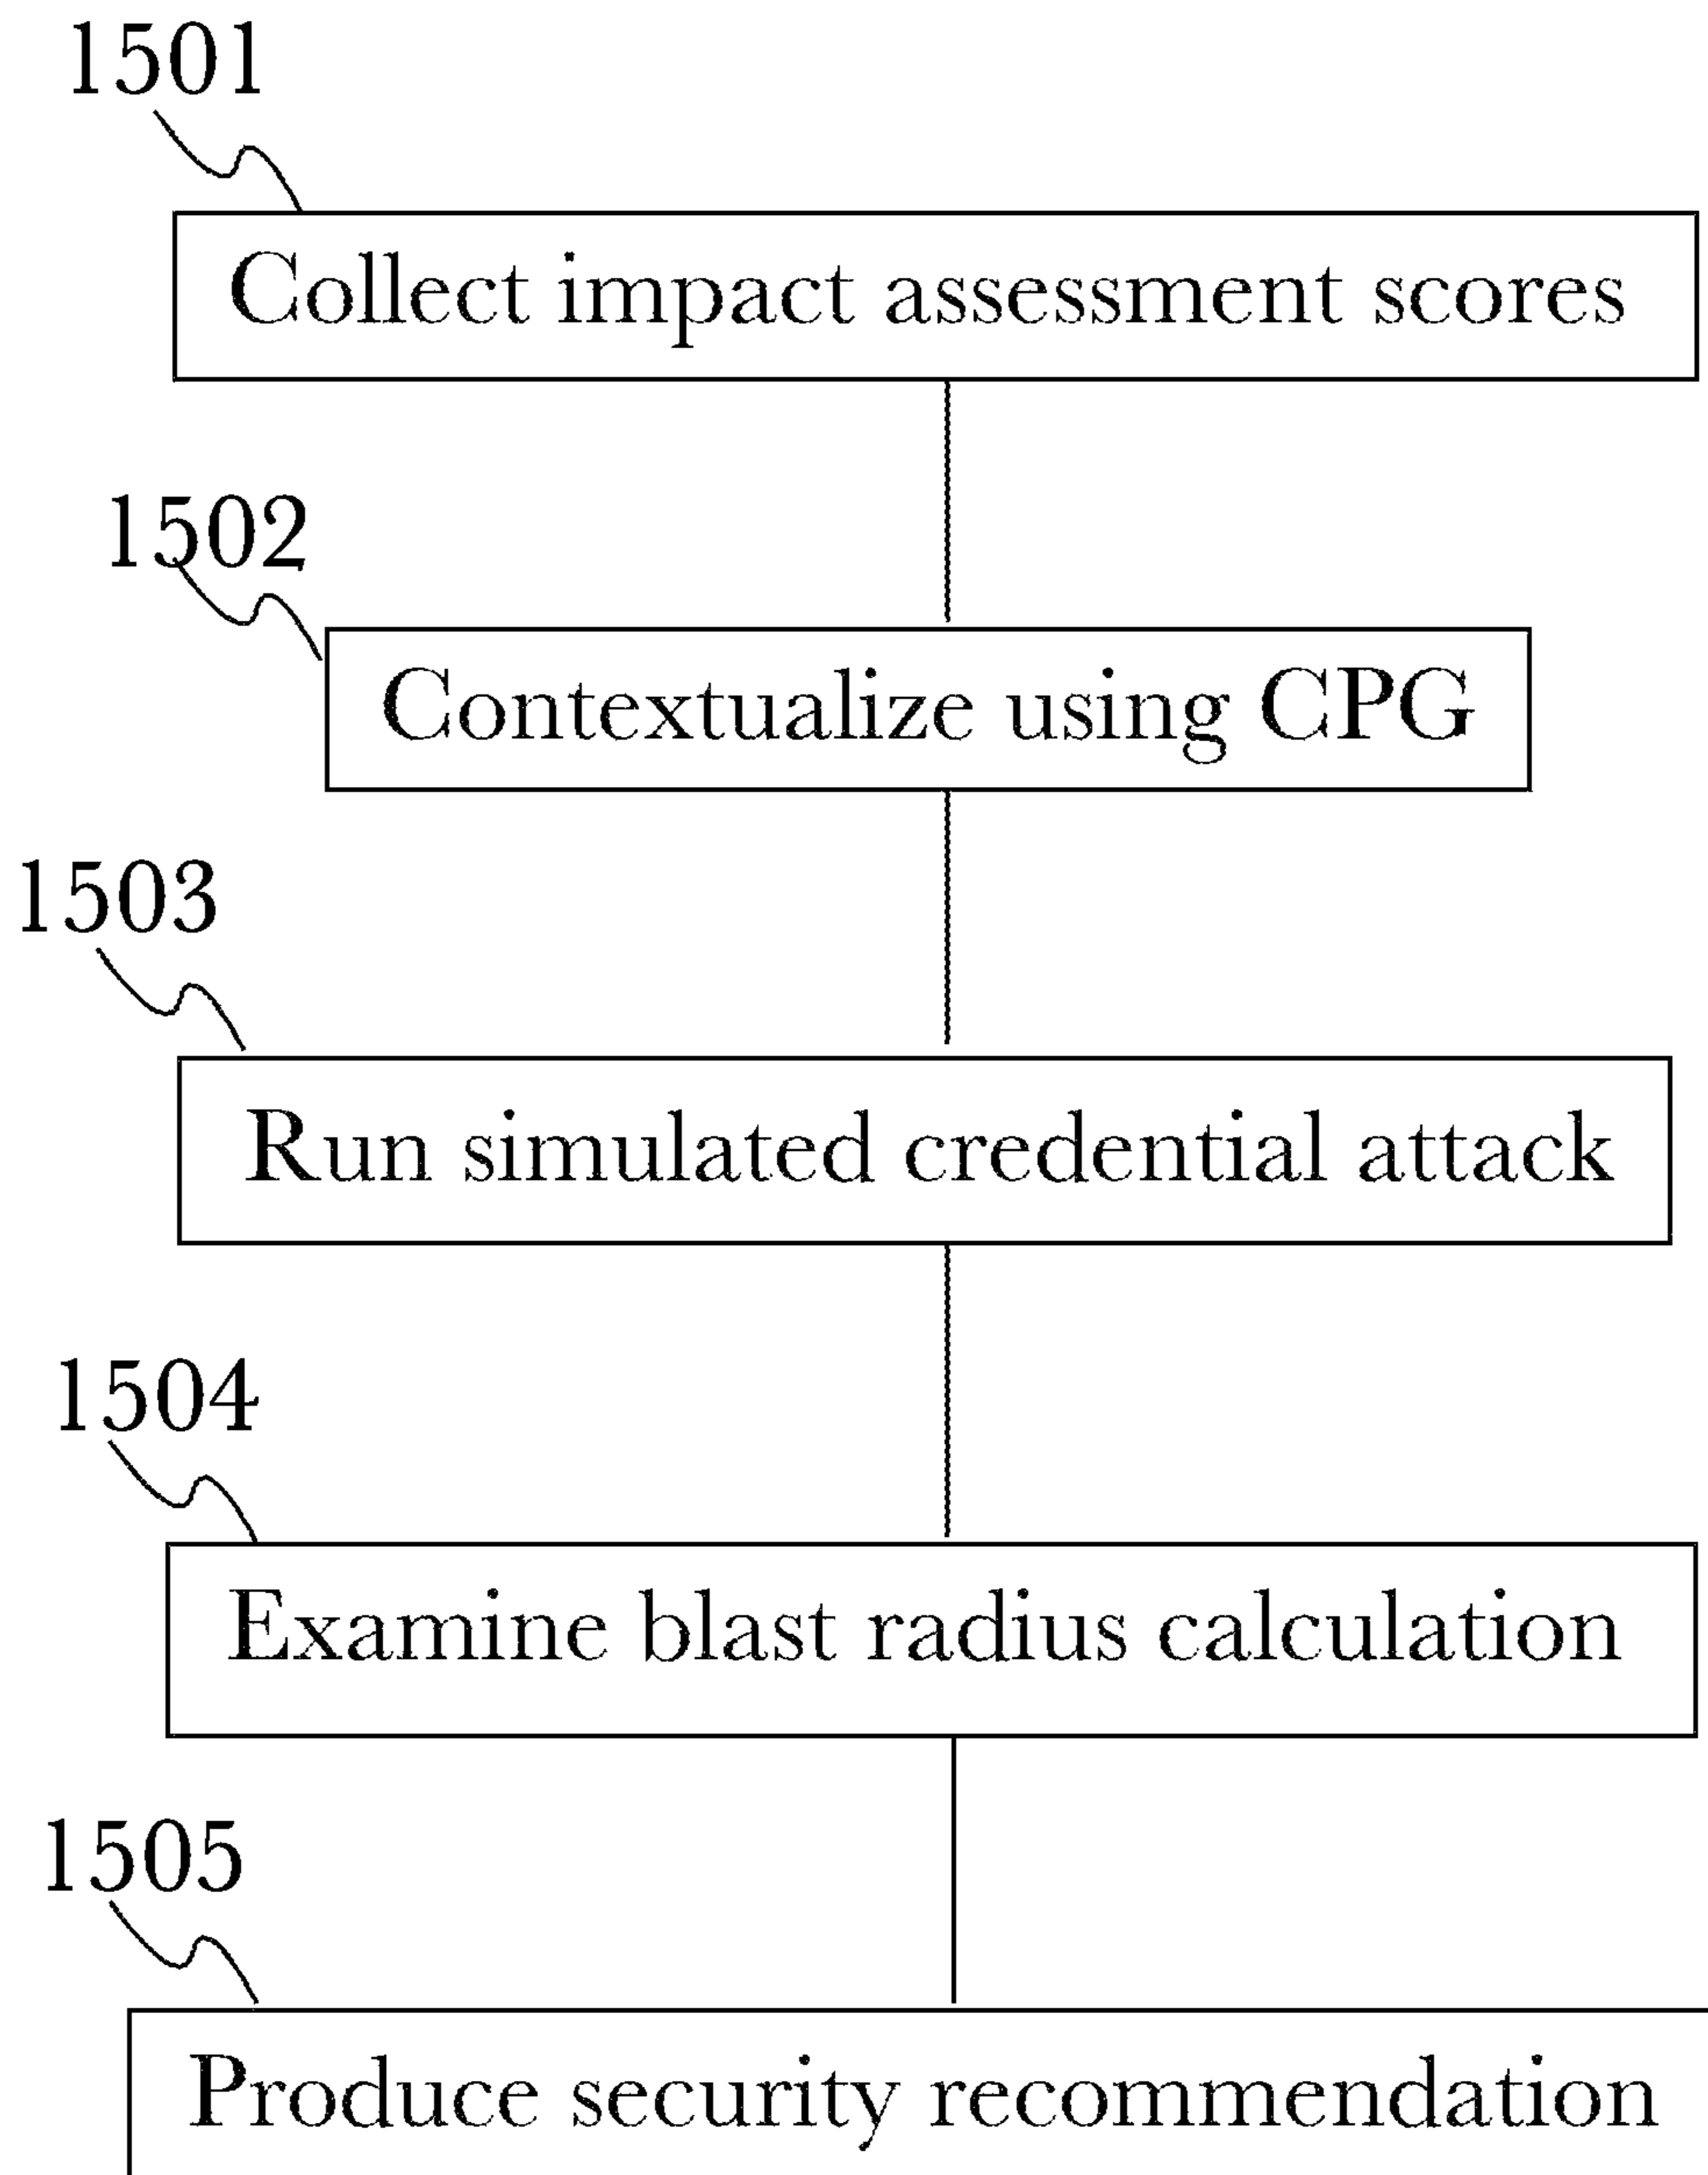 1501
Collect impact assessment scores
1502
Contextualize using CPG
1503
Run simulated credential attack
1504
Examine blast radius calculation
1505
Produce security recommendation